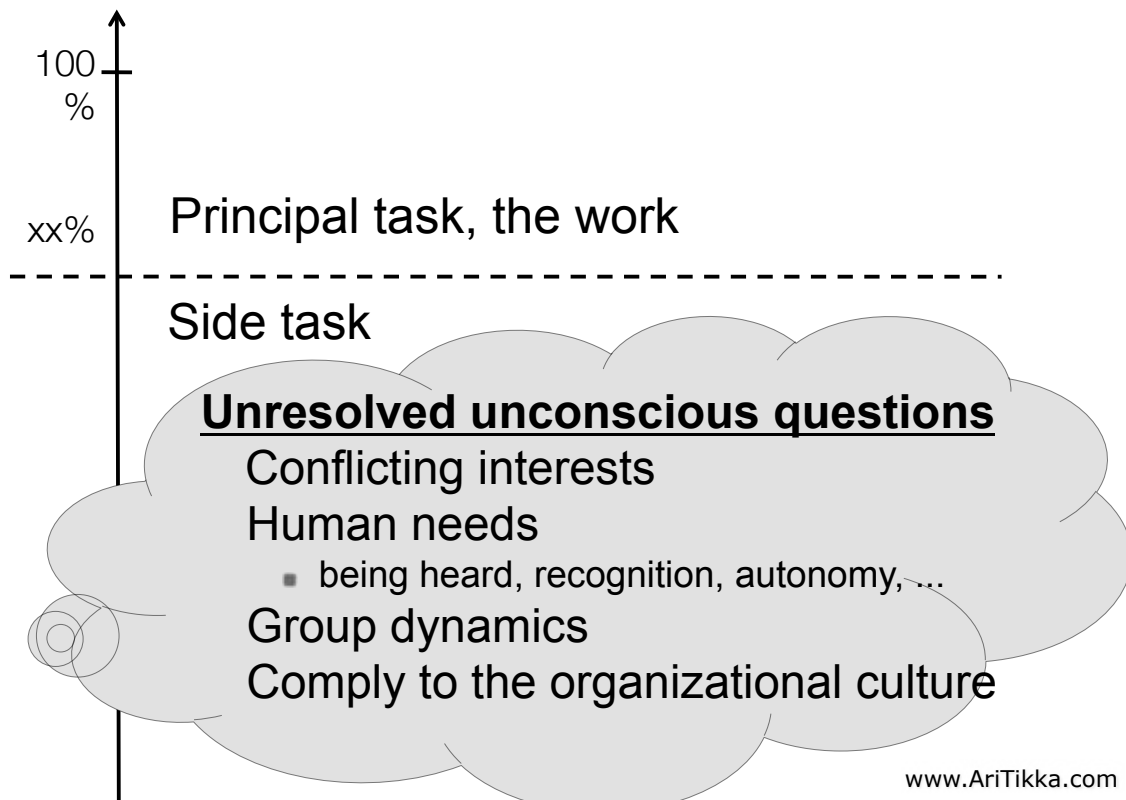 100
%
xx%
Principal task, the work
Side task
Unresolved unconscious questions
Conflicting interests
Human needs
▪ being heard, recognition, autonomy, ...
Group dynamics
Comply to the organizational culture
www.AriTikka.com